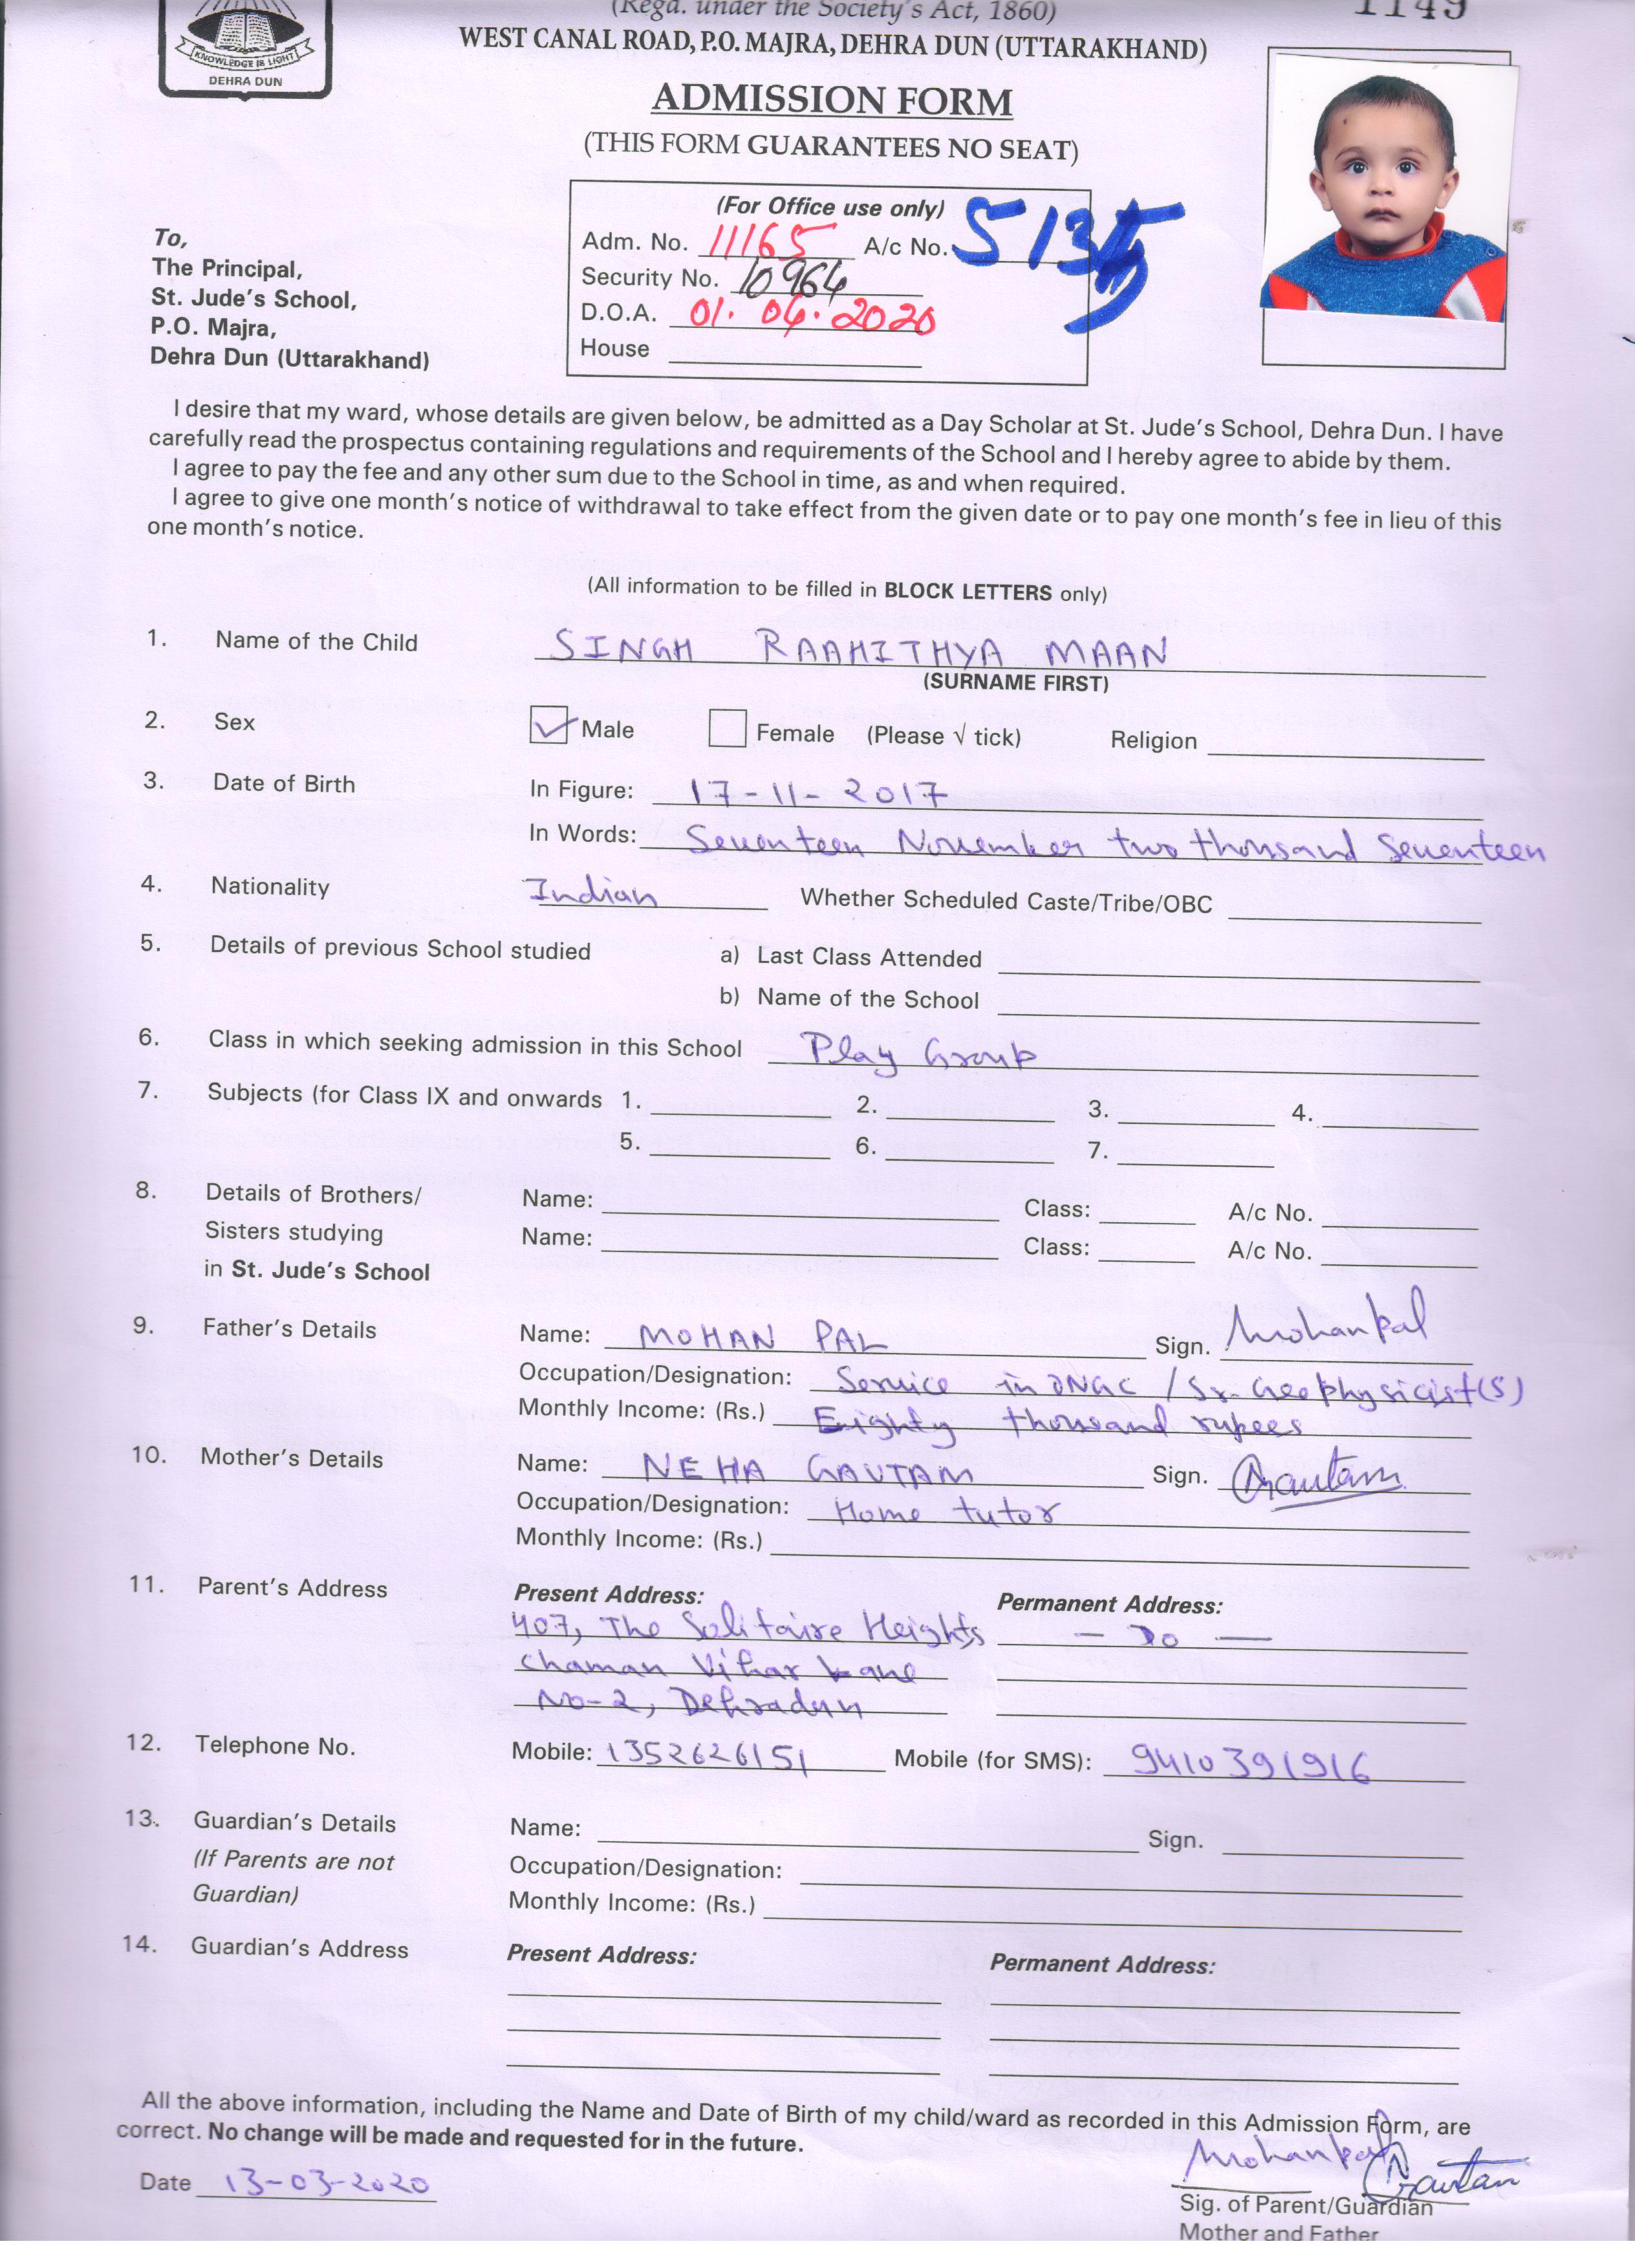 (Regd. under the Society's Act, 1860)
1149
WEST CANAL ROAD, P.O. MAJRA, DEHRA DUN (UTTARAKHAND)
KNOWLEDGE IS LIGHT
DEHRA DUN
ADMISSION FORM
(THIS FORM GUARANTEES NO SEAT)
(For Office use only)
Adm. No. 11165 A/c No. 5135
Security No. 10964
D.O.A. 01.04.2020
House
To,
The Principal,
St. Jude's School,
P.O. Majra,
Dehra Dun (Uttarakhand)
I desire that my ward, whose details are given below, be admitted as a Day Scholar at St. Jude's School, Dehra Dun. I have
carefully read the prospectus containing regulations and requirements of the School and I hereby agree to abide by them.
I agree to pay the fee and any other sum due to the School in time, as and when required.
I agree to give one month's notice of withdrawal to take effect from the given date or to pay one month's fee in lieu of this
one month's notice.
(All information to be filled in BLOCK LETTERS only)
1. Name of the Child SINGH RAAHITHYA MAAN
(SURNAME FIRST)
2. Sex ✓ Male Female (Please √ tick) Religion
3. Date of Birth In Figure: 17-11-2017
In Words: Seventeen November two thousand Seventeen
4. Nationality Indian Whether Scheduled Caste/Tribe/OBC
5. Details of previous School studied a) Last Class Attended
b) Name of the School
6. Class in which seeking admission in this School Play Group
7. Subjects (for Class IX and onwards 1. 2. 3. 4.
5. 6. 7.
8. Details of Brothers/ Name: Class: A/c No.
Sisters studying Name: Class: A/c No.
in St. Jude's School
9. Father's Details Name: MOHAN PAL Sign. Mohanpal
Occupation/Designation: Service in ONGC / Sr. Geophysicist(S)
Monthly Income: (Rs.) Eighty thousand rupees
10. Mother's Details Name: NEHA GAUTAM Sign. Gautam
Occupation/Designation: Home tutor
Monthly Income: (Rs.)
11. Parent's Address Present Address: Permanent Address:
407, The Solitaire Heights — Do —
Chaman Vihar Lane
No-2, Dehradun
12. Telephone No. Mobile: 1352626151 Mobile (for SMS): 9410391916
13. Guardian's Details Name: Sign.
(If Parents are not Occupation/Designation:
Guardian) Monthly Income: (Rs.)
14. Guardian's Address Present Address: Permanent Address:
All the above information, including the Name and Date of Birth of my child/ward as recorded in this Admission Form, are
correct. No change will be made and requested for in the future.
Mohanpal Gautam
Date 13-03-2020
Sig. of Parent/Guardian
Mother and Father